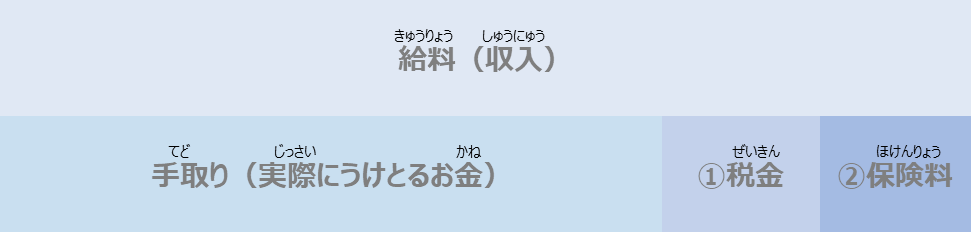 きゅうりょう しゅうにゅう
給料（収入）
てど じっさい かね ぜいきん ほけんりょう
手取り（実際にうけとるお金） ①税金 ②保険料